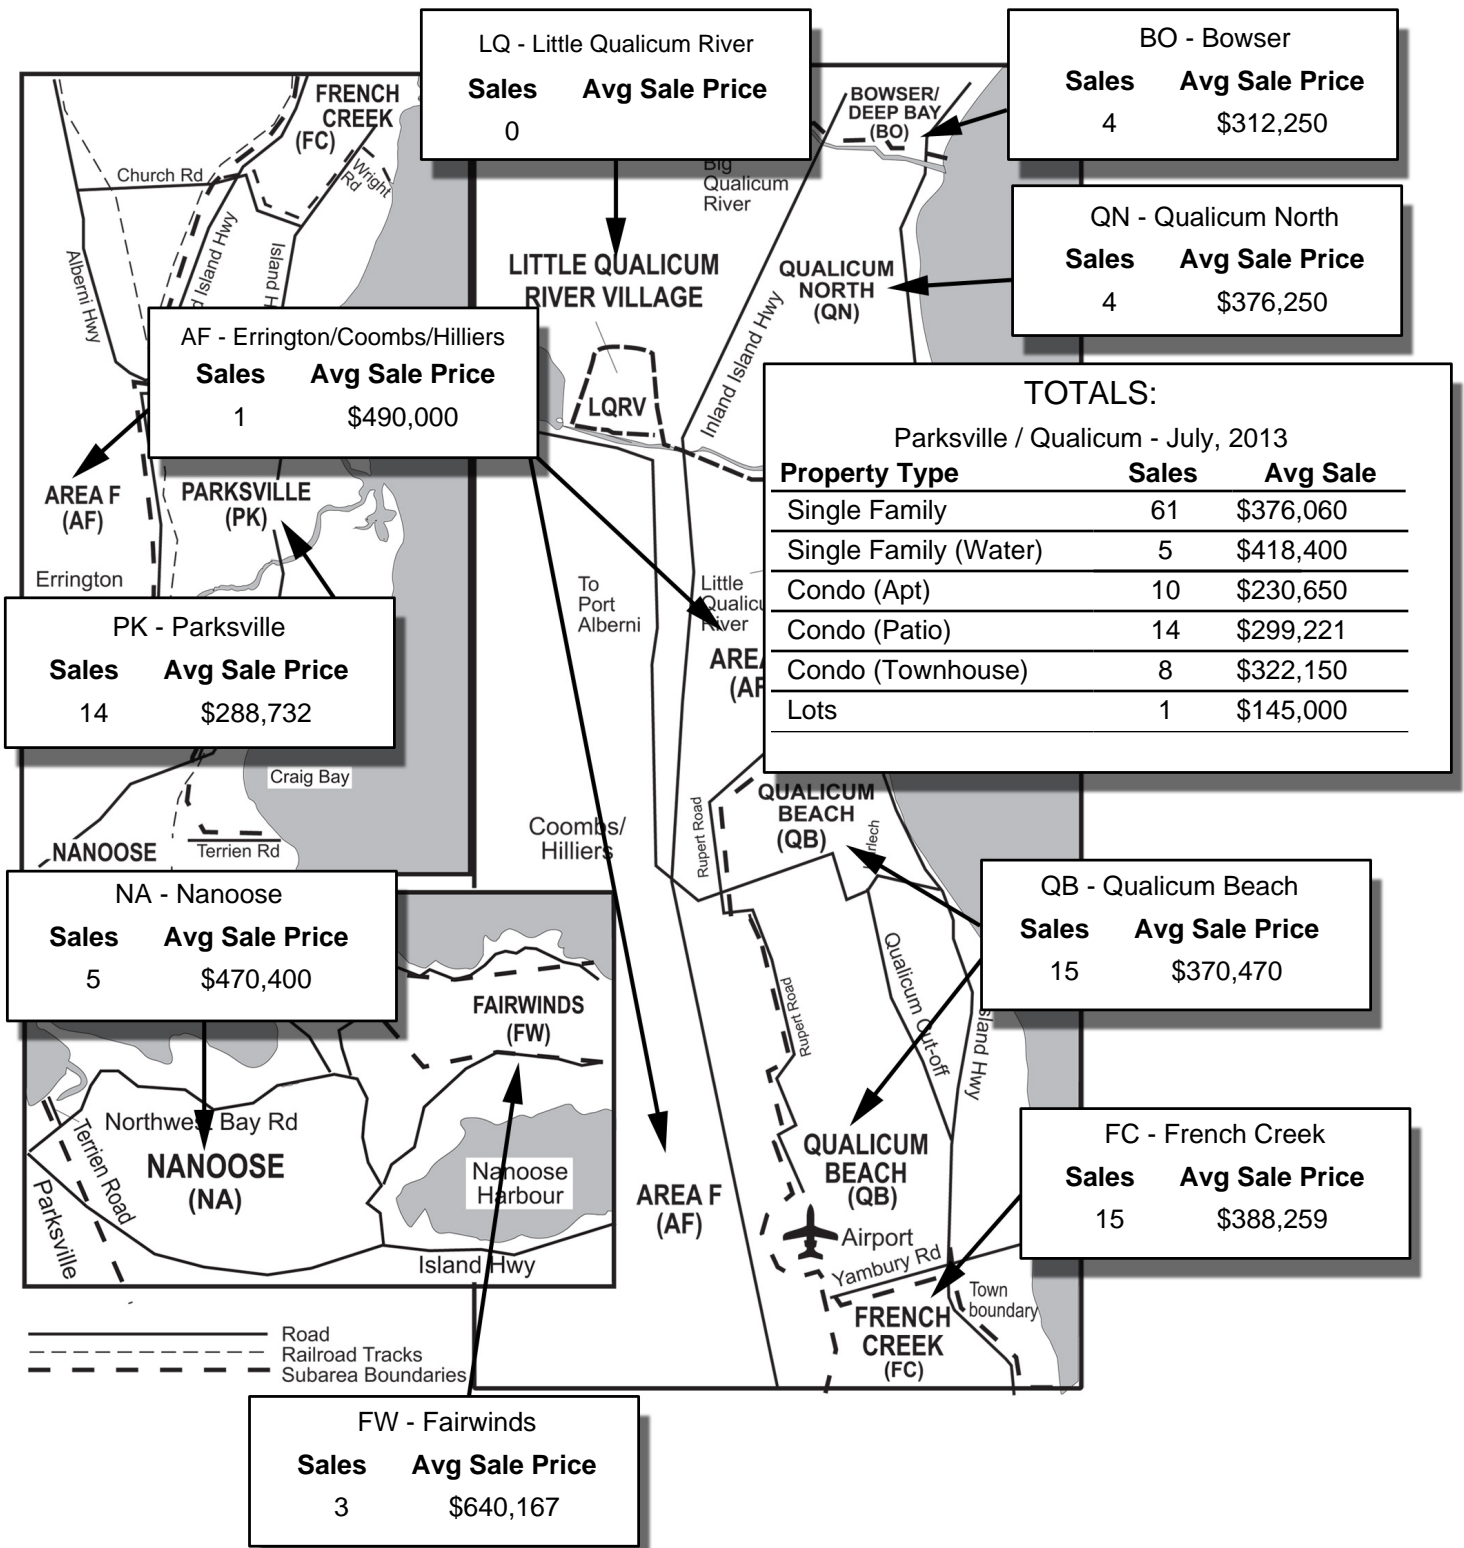 LQ - Little Qualicum River
Sales Avg Sale Price
0
BO - Bowser
Sales Avg Sale Price
4 $312,250
QN - Qualicum North
Sales Avg Sale Price
4 $376,250
AF - Errington/Coombs/Hilliers
Sales Avg Sale Price
1 $490,000
TOTALS:
Parksville / Qualicum - July, 2013
Property Type Sales Avg Sale
Single Family 61 $376,060
Single Family (Water) 5 $418,400
Condo (Apt) 10 $230,650
Condo (Patio) 14 $299,221
Condo (Townhouse) 8 $322,150
Lots 1 $145,000
PK - Parksville
Sales Avg Sale Price
14 $288,732
NA - Nanoose
Sales Avg Sale Price
5 $470,400
QB - Qualicum Beach
Sales Avg Sale Price
15 $370,470
FC - French Creek
Sales Avg Sale Price
15 $388,259
FW - Fairwinds
Sales Avg Sale Price
3 $640,167
FRENCH
CREEK
(FC)
Church Rd
Wright
Rd
Alberni Hwy
d Island Hwy
Island H
AREA F
(AF)
PARKSVILLE
(PK)
Errington
Craig Bay
NANOOSE
Terrien Rd
BOWSER/
DEEP BAY
(BO)
Big
Qualicum
River
LITTLE QUALICUM
RIVER VILLAGE
QUALICUM
NORTH
(QN)
Inland Island Hwy
LQRV
To
Port
Alberni
Little
Qualicu
River
AREA
(AF
Coombs/
Hilliers
Rupert Road
QUALICUM
BEACH
(QB)
Rupert Road
Qualicum Cut-off
sland Hwy
QUALICUM
BEACH
(QB)
AREA F
(AF)
Airport
Yambury Rd
Town
boundary
FRENCH
CREEK
(FC)
FAIRWINDS
(FW)
Northwest Bay Rd
Terrien Road
Parksville
NANOOSE
(NA)
Nanoose
Harbour
Island Hwy
Road
Railroad Tracks
Subarea Boundaries